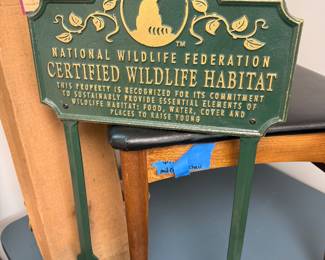 ™
NATIONAL WILDLIFE FEDERATION
CERTIFIED WILDLIFE HABITAT
THIS PROPERTY IS RECOGNIZED FOR ITS COMMITMENT
TO SUSTAINABLY PROVIDE ESSENTIAL ELEMENTS OF
WILDLIFE HABITAT; FOOD, WATER, COVER AND
PLACES TO RAISE YOUNG